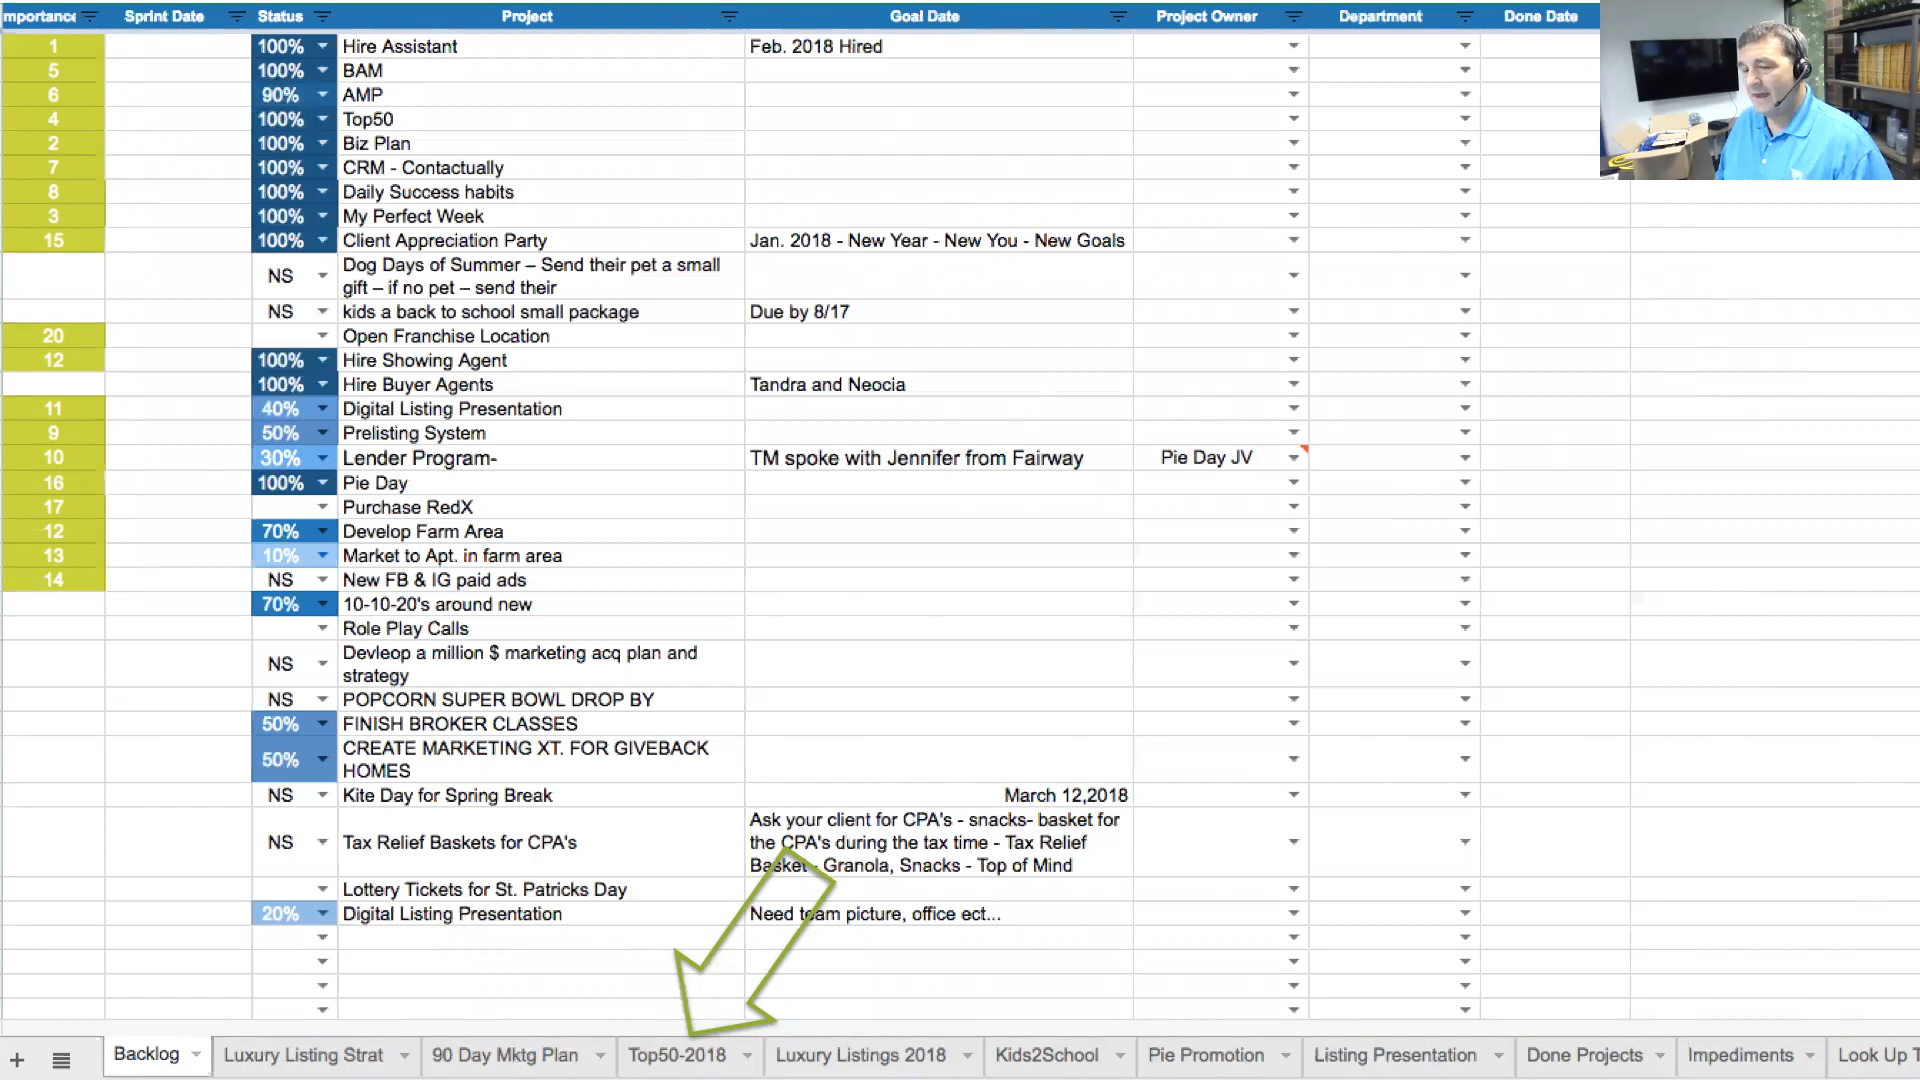 mportance Sprint Date Status Project Goal Date Project Owner Department Done Date
1 100% Hire Assistant Feb. 2018 Hired
5 100% BAM
6 90% AMP
4 100% Top50
2 100% Biz Plan
7 100% CRM - Contactually
8 100% Daily Success habits
3 100% My Perfect Week
15 100% Client Appreciation Party Jan. 2018 - New Year - New You - New Goals
NS Dog Days of Summer – Send their pet a small
gift – if no pet – send their
NS kids a back to school small package Due by 8/17
20 Open Franchise Location
12 100% Hire Showing Agent
100% Hire Buyer Agents Tandra and Neocia
11 40% Digital Listing Presentation
9 50% Prelisting System
10 30% Lender Program- TM spoke with Jennifer from Fairway Pie Day JV
16 100% Pie Day
17 Purchase RedX
12 70% Develop Farm Area
13 10% Market to Apt. in farm area
14 NS New FB & IG paid ads
70% 10-10-20's around new
Role Play Calls
NS Devleop a million $ marketing acq plan and
strategy
NS POPCORN SUPER BOWL DROP BY
50% FINISH BROKER CLASSES
50% CREATE MARKETING XT. FOR GIVEBACK
HOMES
NS Kite Day for Spring Break March 12,2018
NS Tax Relief Baskets for CPA's Ask your client for CPA's - snacks- basket for
the CPA's during the tax time - Tax Relief
Basket - Granola, Snacks - Top of Mind
Lottery Tickets for St. Patricks Day
20% Digital Listing Presentation Need team picture, office ect...
Backlog Luxury Listing Strat 90 Day Mktg Plan Top50-2018 Luxury Listings 2018 Kids2School Pie Promotion Listing Presentation Done Projects Impediments Look Up T